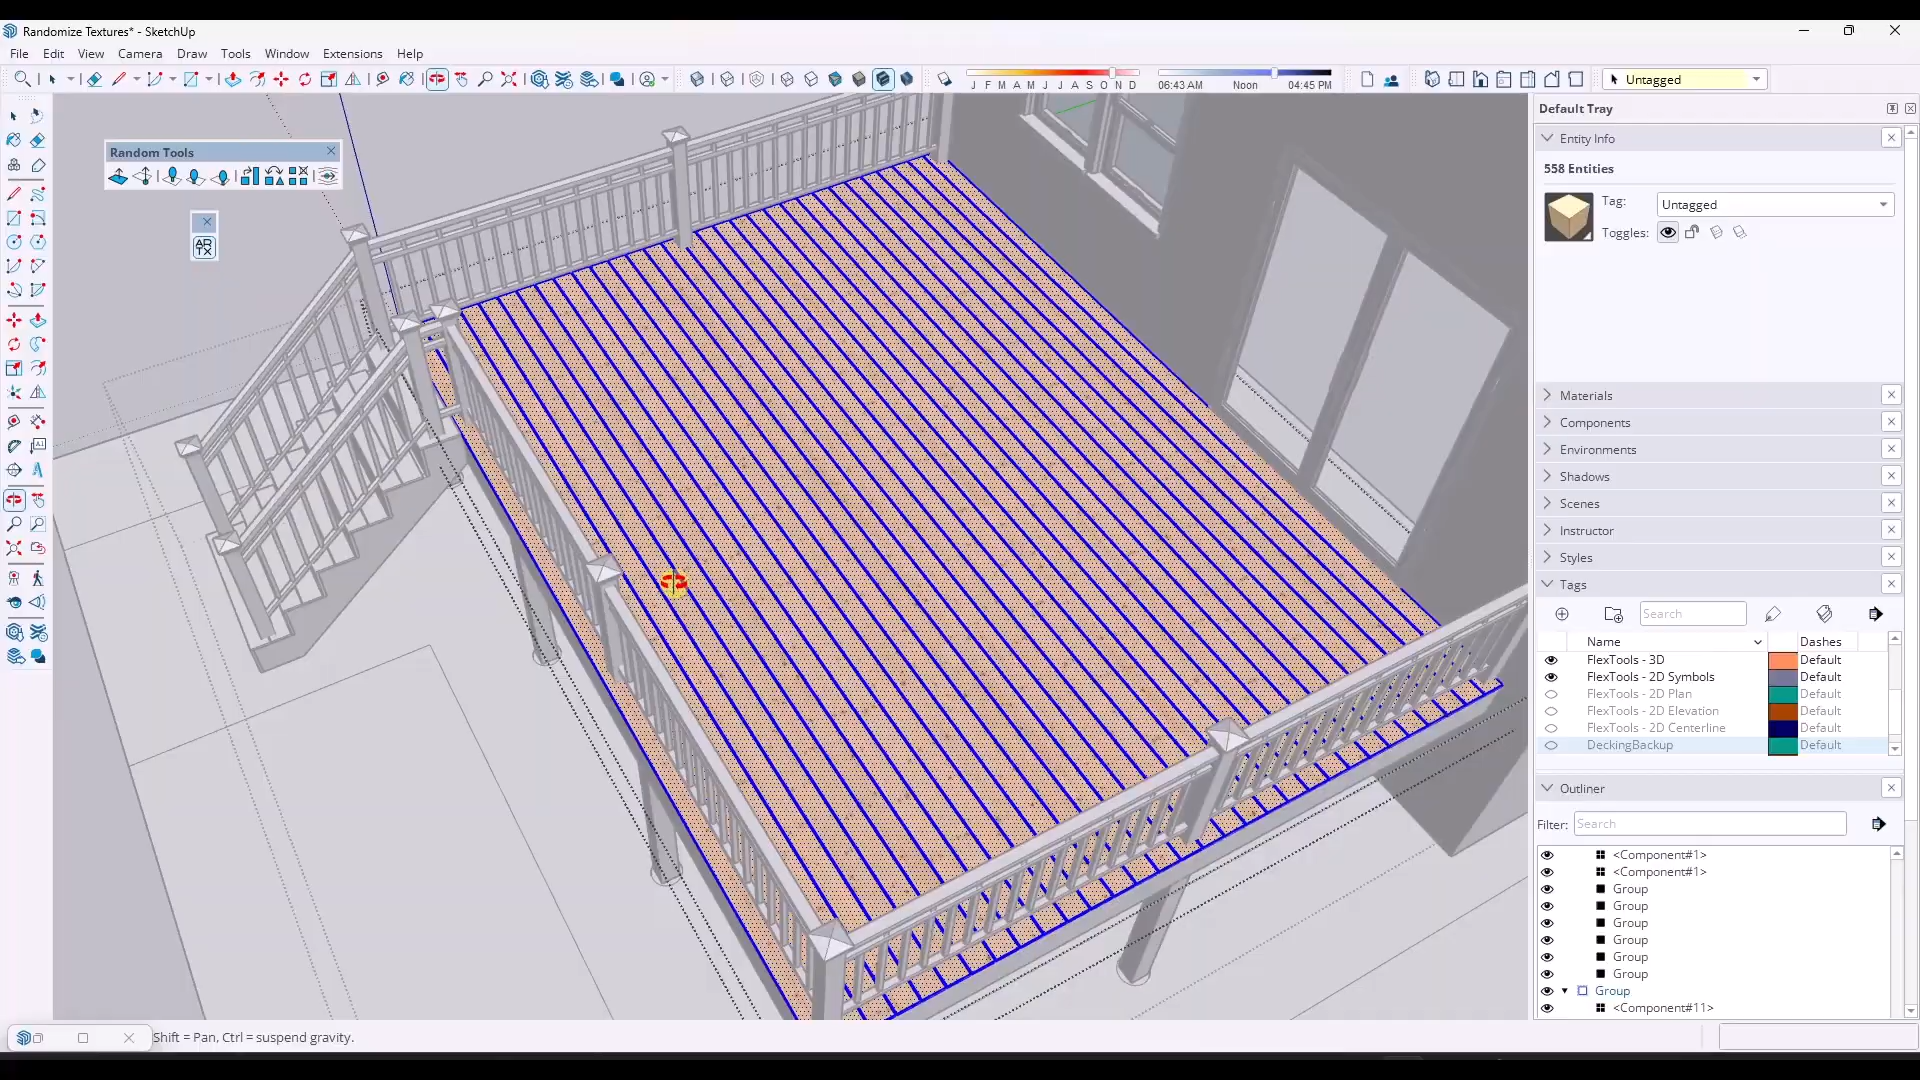 Randomize Textures* - SketchUp
File Edit View Camera Draw Tools Window Extensions Help
J F M A M J J A S O N D
06:43 AM Noon 04:45 PM
Untagged
Default Tray
Random Tools
Entity Info
558 Entities
Tag: Untagged
Toggles:
AR
TX
Materials
Components
Environments
Shadows
Scenes
Instructor
Styles
Tags
Search
Name Dashes
FlexTools - 3D Default
FlexTools - 2D Symbols Default
FlexTools - 2D Plan Default
FlexTools - 2D Elevation Default
FlexTools - 2D Centerline Default
DeckingBackup Default
Outliner
Filter: Search
<Component#1>
<Component#1>
Group
Group
Group
Group
Group
Group
Group
<Component#11>
Shift = Pan, Ctrl = suspend gravity.